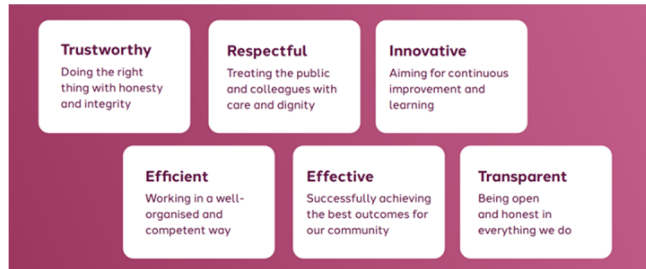 Trustworthy
Doing the right
thing with honesty
and integrity
Respectful
Treating the public
and colleagues with
care and dignity
Innovative
Aiming for continuous
improvement and
learning
Efficient
Working in a well-
organised and
competent way
Effective
Successfully achieving
the best outcomes for
our community
Transparent
Being open
and honest in
everything we do